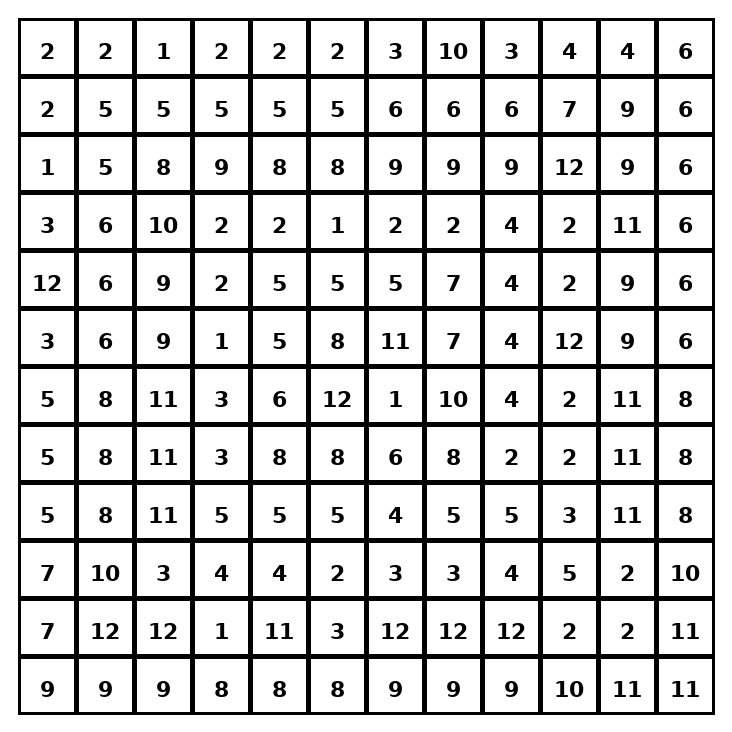 2 2 1 2 2 2 3 10 3 4 4 6
2 5 5 5 5 5 6 6 6 7 9 6
1 5 8 9 8 8 9 9 9 12 9 6
3 6 10 2 2 1 2 2 4 2 11 6
12 6 9 2 5 5 5 7 4 2 9 6
3 6 9 1 5 8 11 7 4 12 9 6
5 8 11 3 6 12 1 10 4 2 11 8
5 8 11 3 8 8 6 8 2 2 11 8
5 8 11 5 5 5 4 5 5 3 11 8
7 10 3 4 4 2 3 3 4 5 2 10
7 12 12 1 11 3 12 12 12 2 2 11
9 9 9 8 8 8 9 9 9 10 11 11